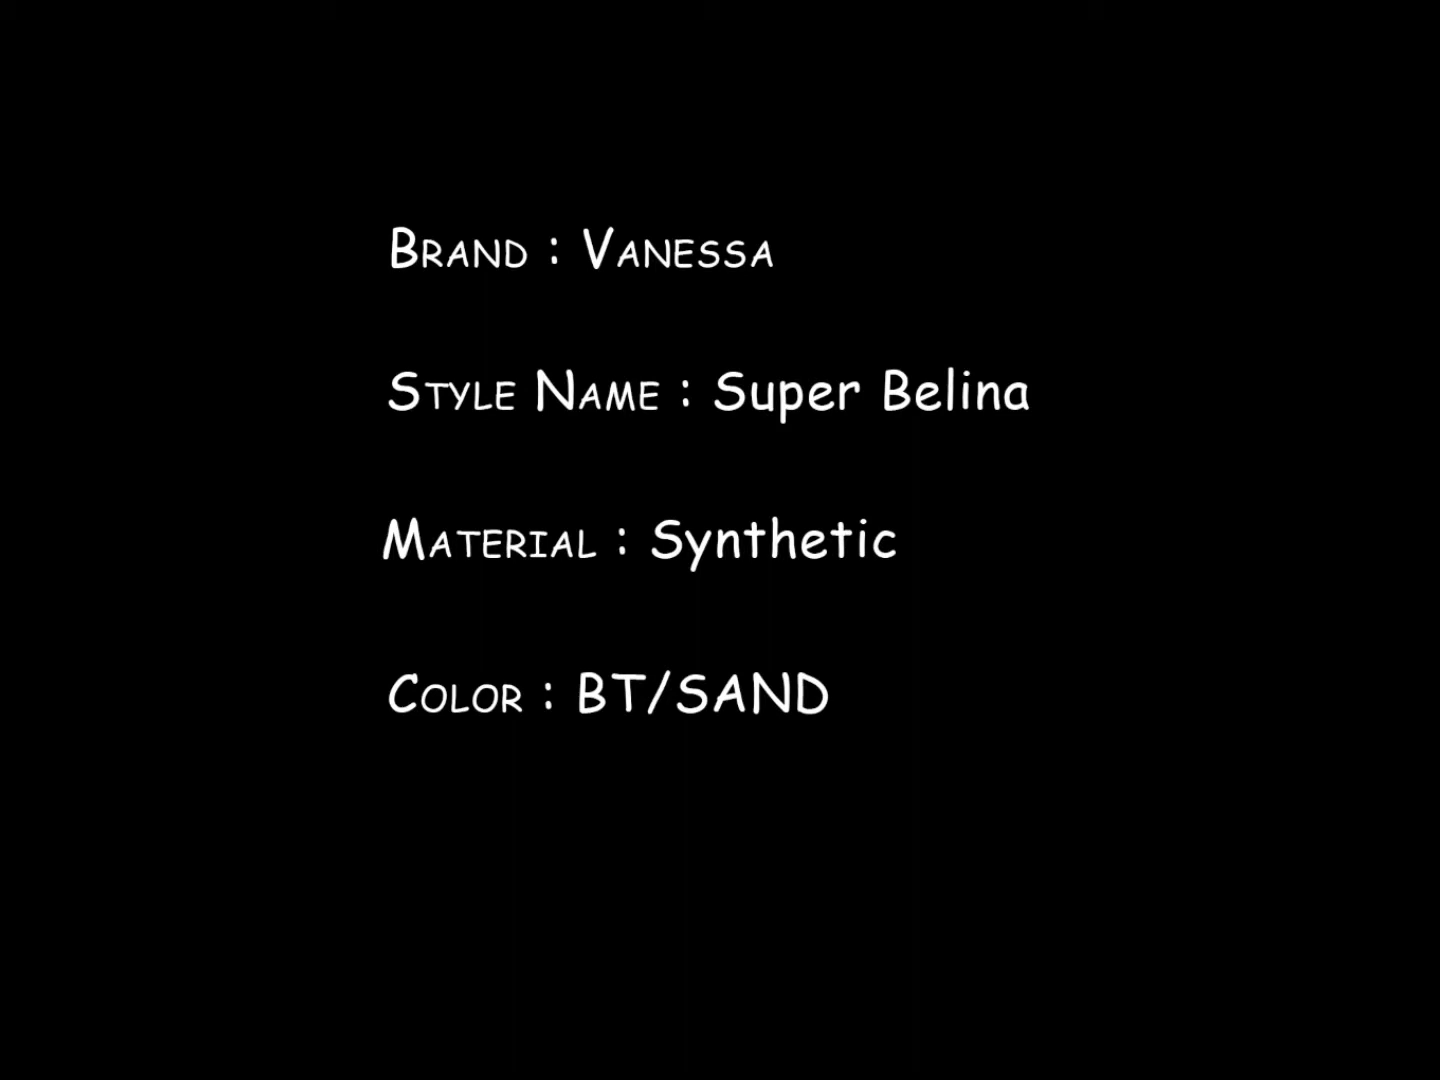 Brand : Vanessa
Style Name : Super Belina
Material : Synthetic
Color : BT/SAND